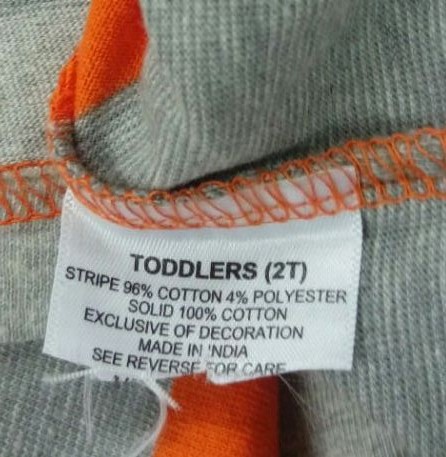 TODDLERS (2T)
STRIPE 96% COTTON 4% POLYESTER
SOLID 100% COTTON
EXCLUSIVE OF DECORATION
MADE IN INDIA
SEE REVERSE FOR CARE